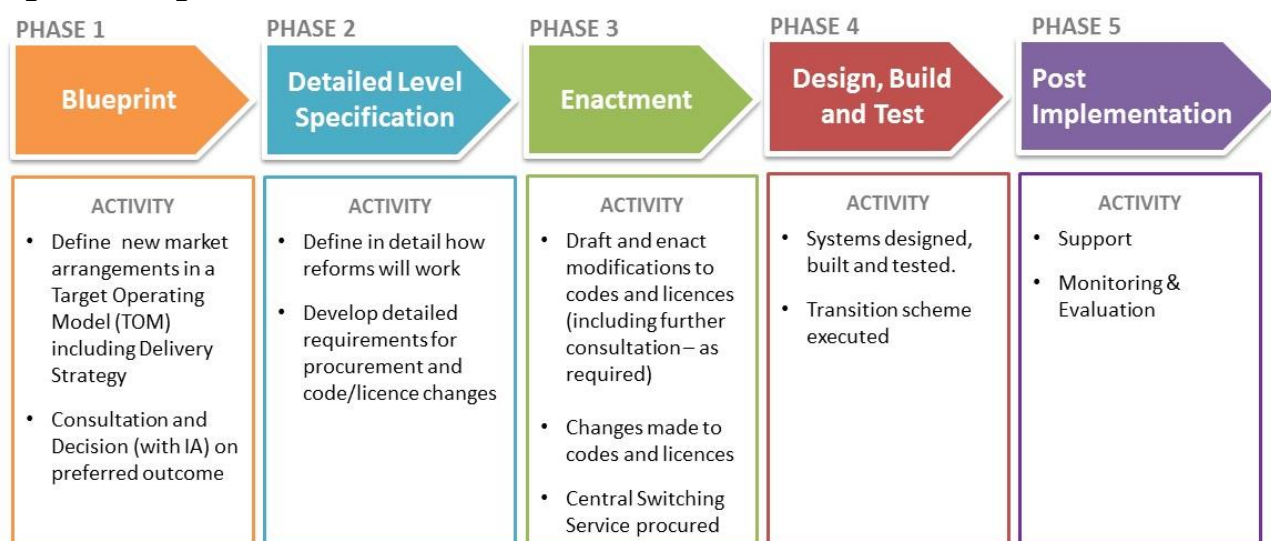 PHASE 1
Blueprint
ACTIVITY
• Define new market
arrangements in a
Target Operating
Model (TOM)
including Delivery
Strategy
• Consultation and
Decision (with IA) on
preferred outcome
PHASE 2
Detailed Level
Specification
ACTIVITY
• Define in detail how
reforms will work
• Develop detailed
requirements for
procurement and
code/licence changes
PHASE 3
Enactment
ACTIVITY
• Draft and enact
modifications to
codes and licences
(including further
consultation – as
required)
• Changes made to
codes and licences
• Central Switching
Service procured
PHASE 4
Design, Build
and Test
ACTIVITY
• Systems designed,
built and tested.
• Transition scheme
executed
PHASE 5
Post
Implementation
ACTIVITY
• Support
• Monitoring &
Evaluation